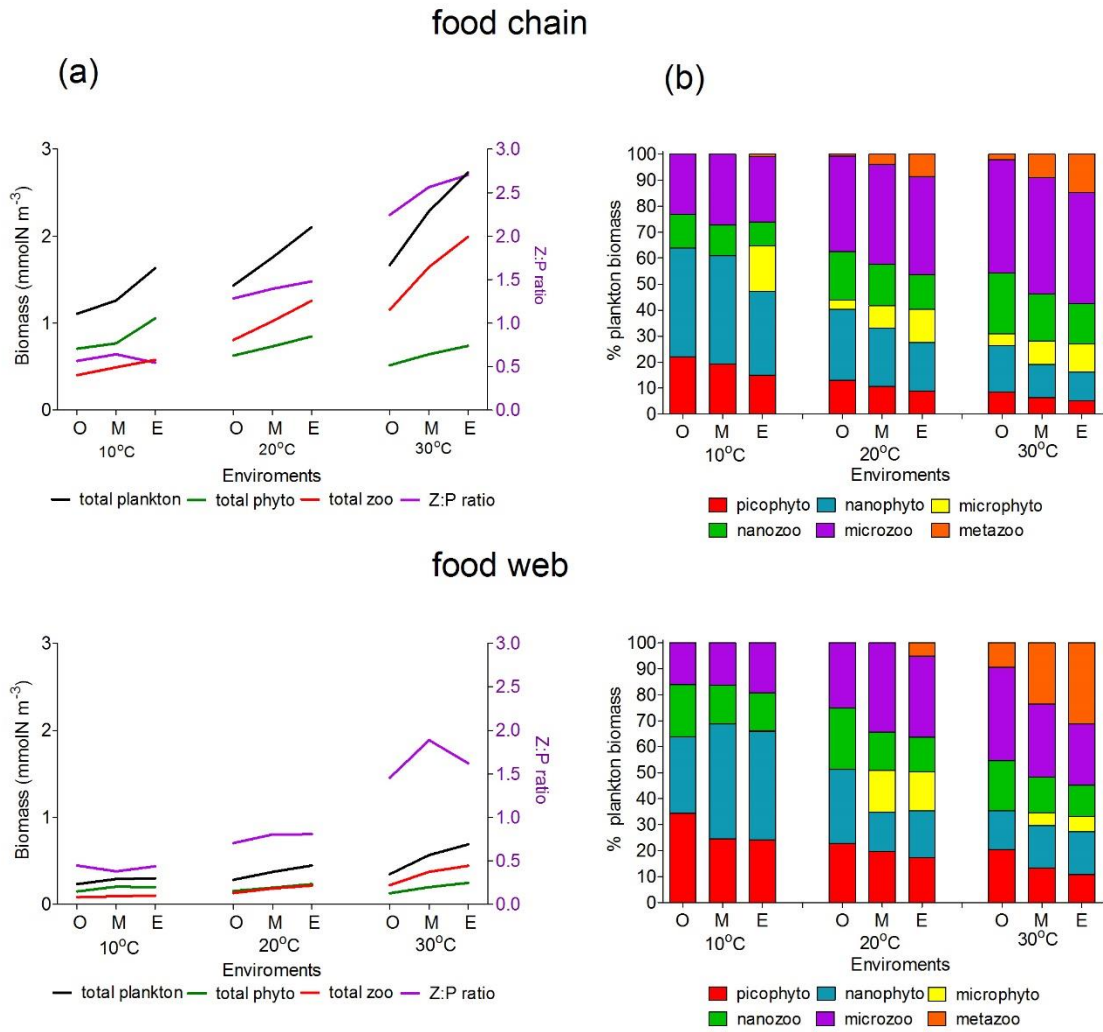 food chain
(a)
(b)
3
2
1
0
Biomass (mmolN m⁻³)
3.0
2.5
2.0
1.5
1.0
0.5
0.0
Z:P ratio
O M E O M E O M E
10°C 20°C 30°C
Enviroments
total plankton total phyto total zoo Z:P ratio
100
90
80
70
60
50
40
30
20
10
0
% plankton biomass
O M E O M E O M E
10°C 20°C 30°C
Enviroments
picophyto nanophyto microphyto
nanozoo microzoo metazoo
food web
3
2
1
0
Biomass (mmolN m⁻³)
3.0
2.5
2.0
1.5
1.0
0.5
0.0
Z:P ratio
O M E O M E O M E
10°C 20°C 30°C
Enviroments
total plankton total phyto total zoo Z:P ratio
100
90
80
70
60
50
40
30
20
10
0
% plankton biomass
O M E O M E O M E
10°C 20°C 30°C
Enviroments
picophyto nanophyto microphyto
nanozoo microzoo metazoo